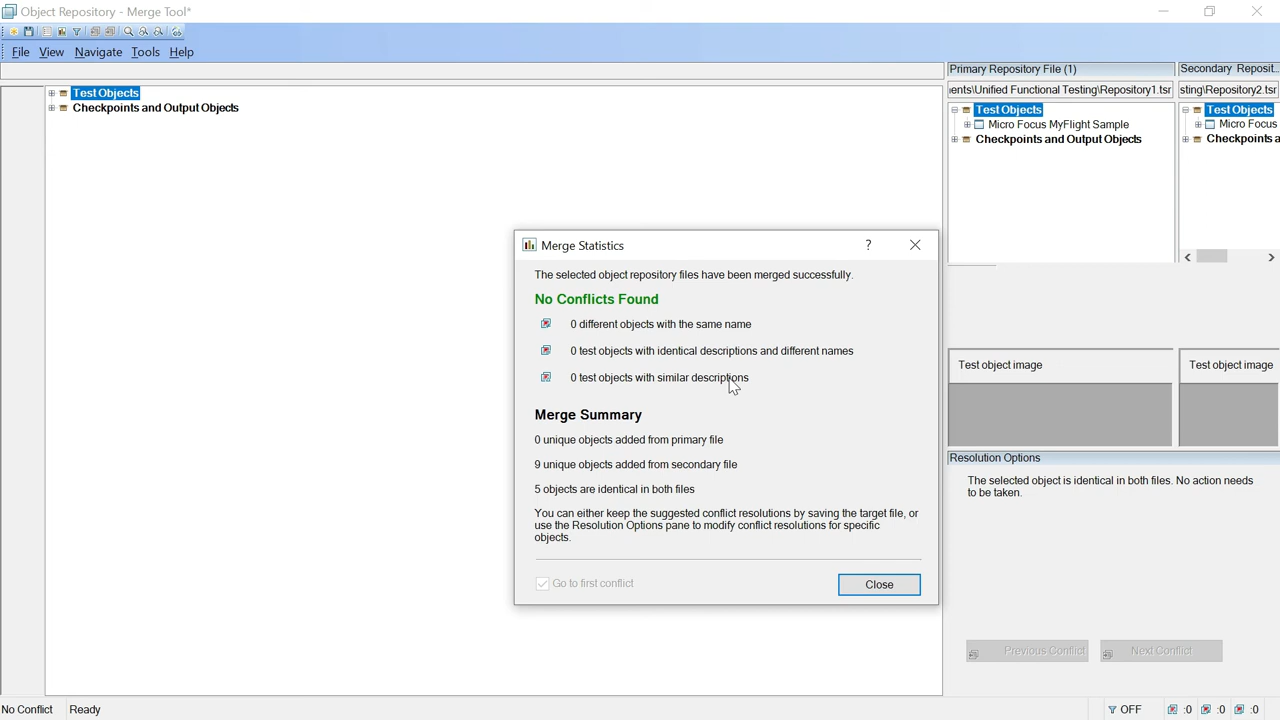 Object Repository - Merge Tool*
File View Navigate Tools Help
Primary Repository File (1)
Secondary Reposit...
ents\Unified Functional Testing\Repository1.tsr
sting\Repository2.tsr
Test Objects
Checkpoints and Output Objects
Test Objects
Micro Focus MyFlight Sample
Checkpoints and Output Objects
Test Objects
Micro Focus
Checkpoints a
Merge Statistics
The selected object repository files have been merged successfully.
No Conflicts Found
0 different objects with the same name
0 test objects with identical descriptions and different names
0 test objects with similar descriptions
Merge Summary
0 unique objects added from primary file
9 unique objects added from secondary file
5 objects are identical in both files
You can either keep the suggested conflict resolutions by saving the target file, or
use the Resolution Options pane to modify conflict resolutions for specific
objects.
Go to first conflict
Close
Test object image
Test object image
Resolution Options
The selected object is identical in both files. No action needs
to be taken.
Previous Conflict
Next Conflict
No Conflict
Ready
OFF :0 :0 :0